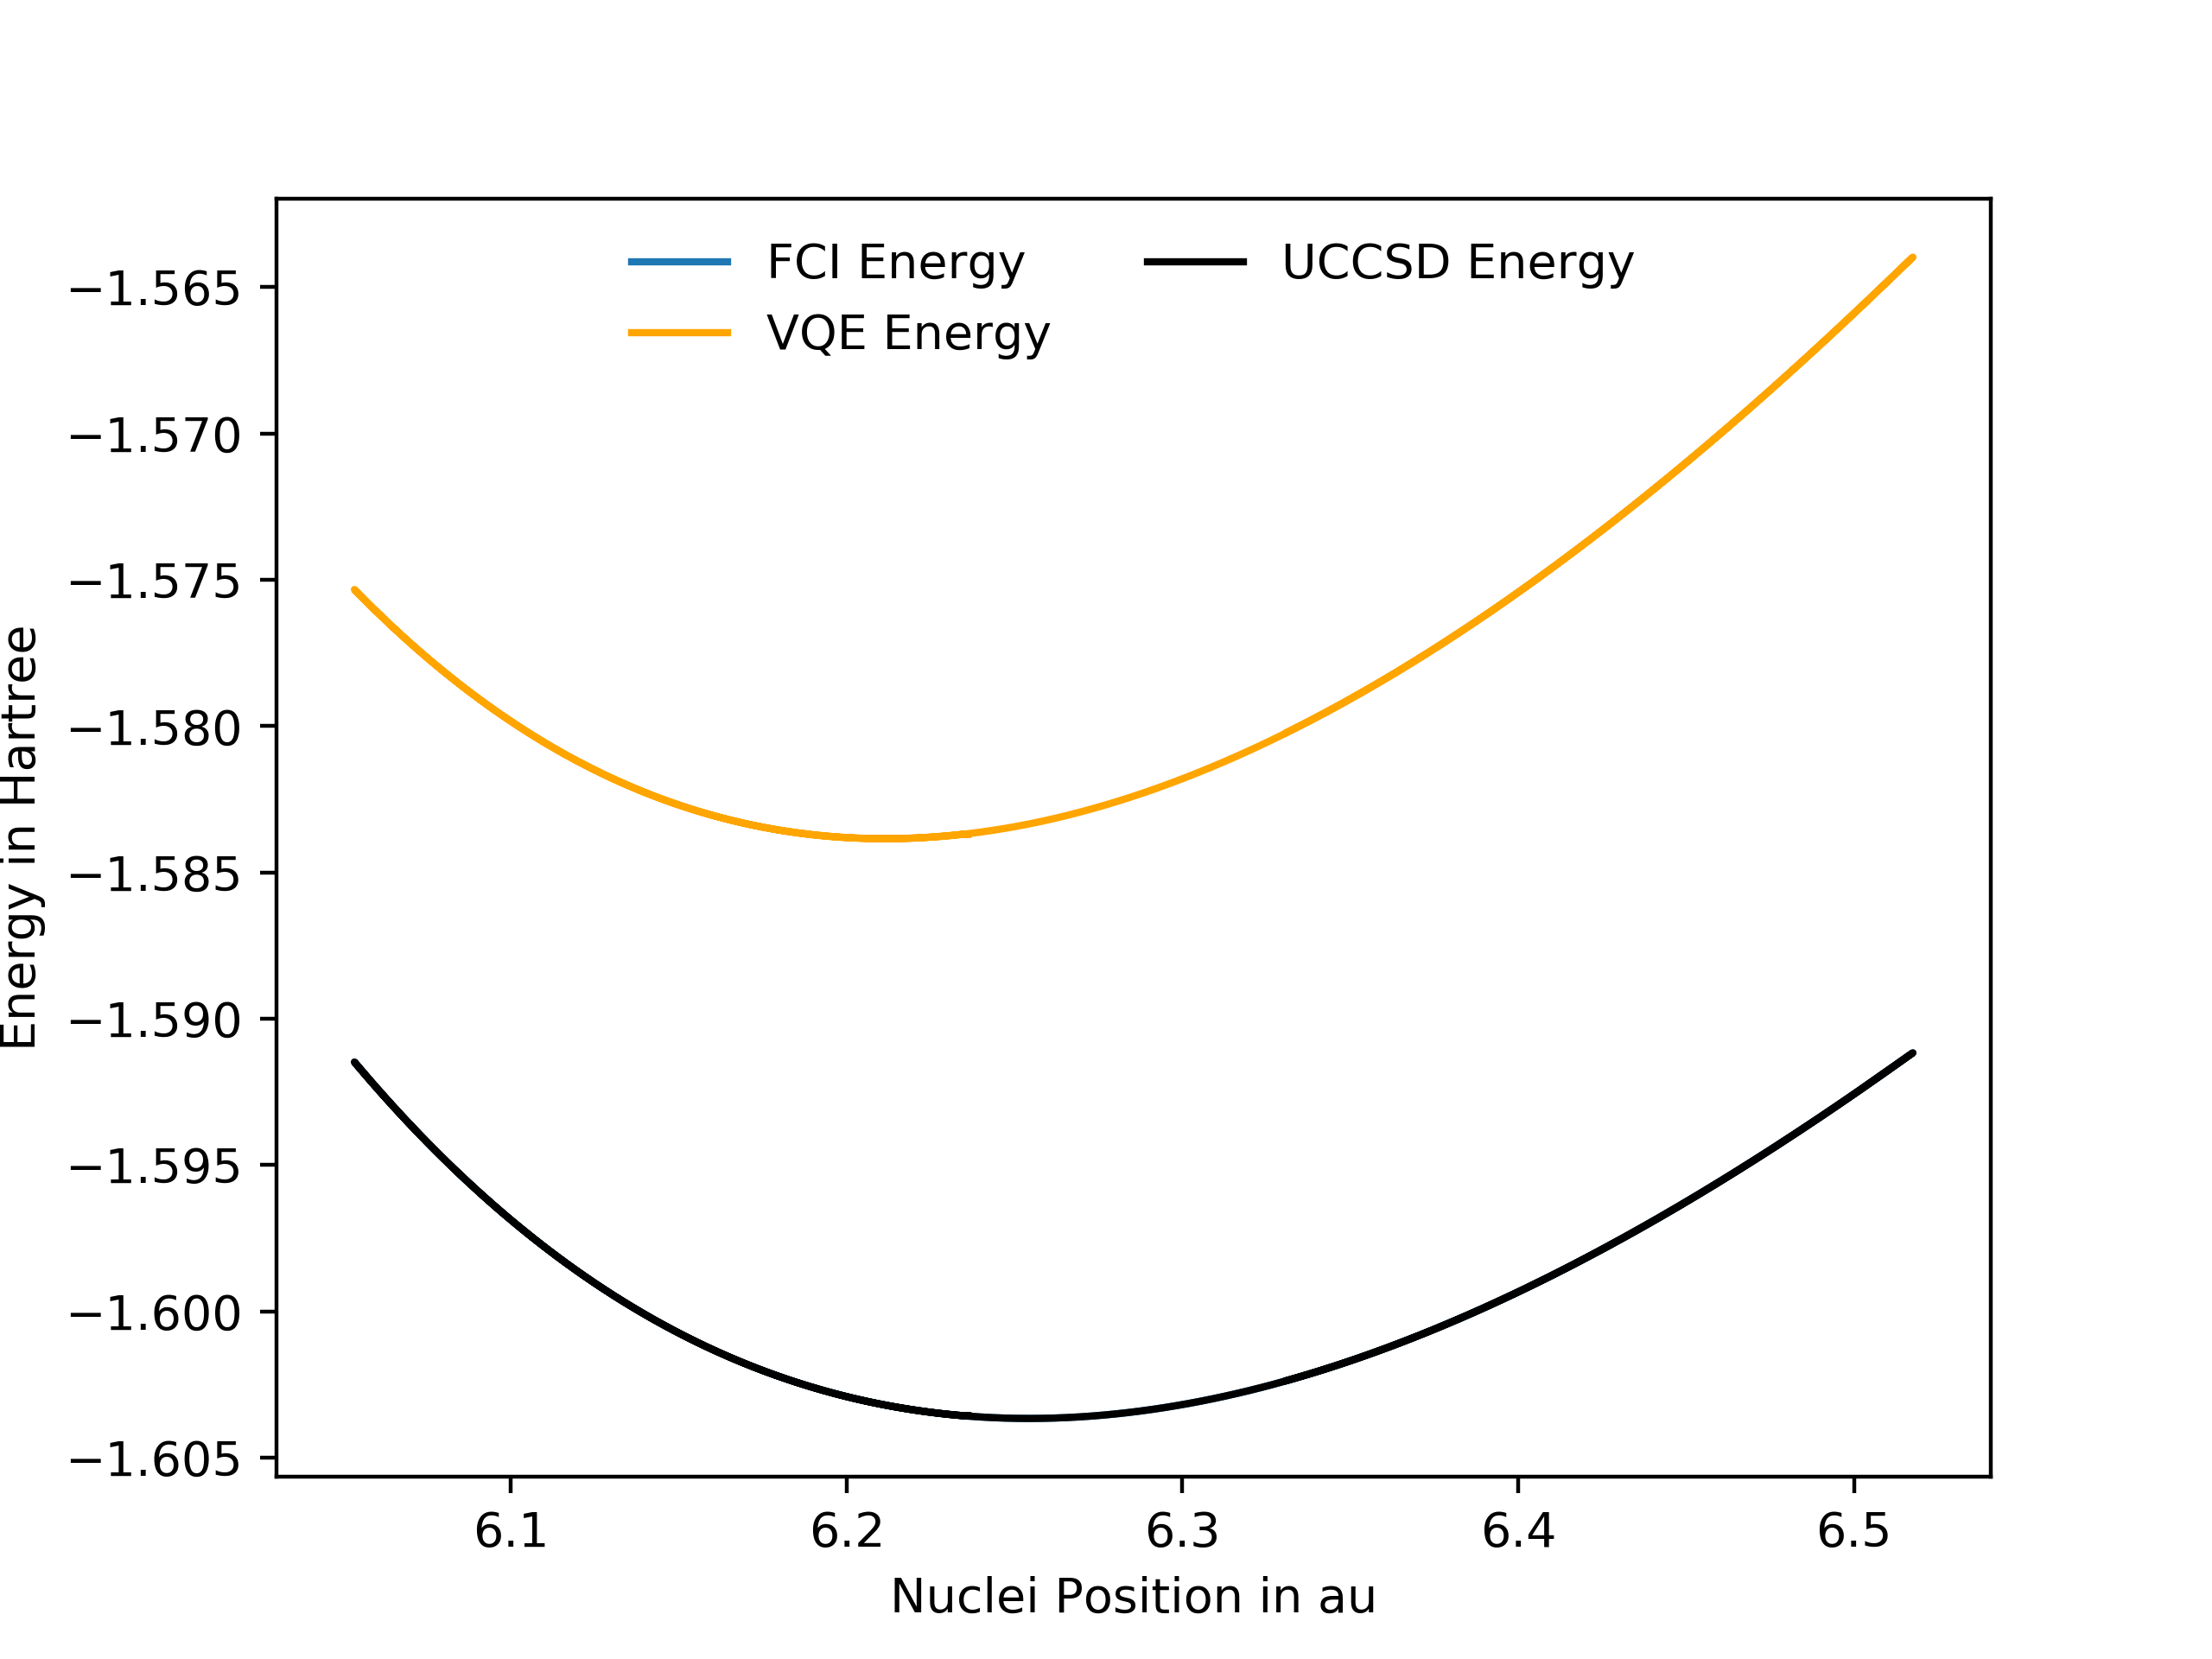 FCI Energy
VQE Energy
UCCSD Energy
−1.565
−1.570
−1.575
−1.580
−1.585
−1.590
−1.595
−1.600
−1.605
Energy in Hartree
6.1 6.2 6.3 6.4 6.5
Nuclei Position in au